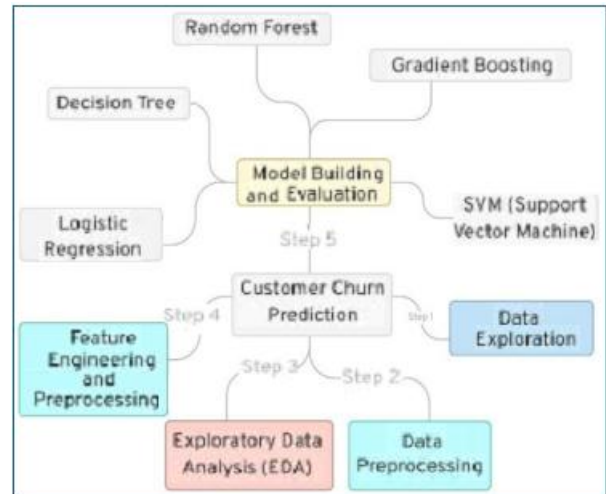 Random Forest
Gradient Boosting
Decision Tree
Model Building
and Evaluation
SVM (Support
Vector Machine)
Logistic
Regression
Step 5
Customer Churn
Prediction
Step 4
Step 1
Data
Exploration
Feature
Engineering
and
Preprocessing
Step 3
Step 2
Exploratory Data
Analysis (EDA)
Data
Preprocessing